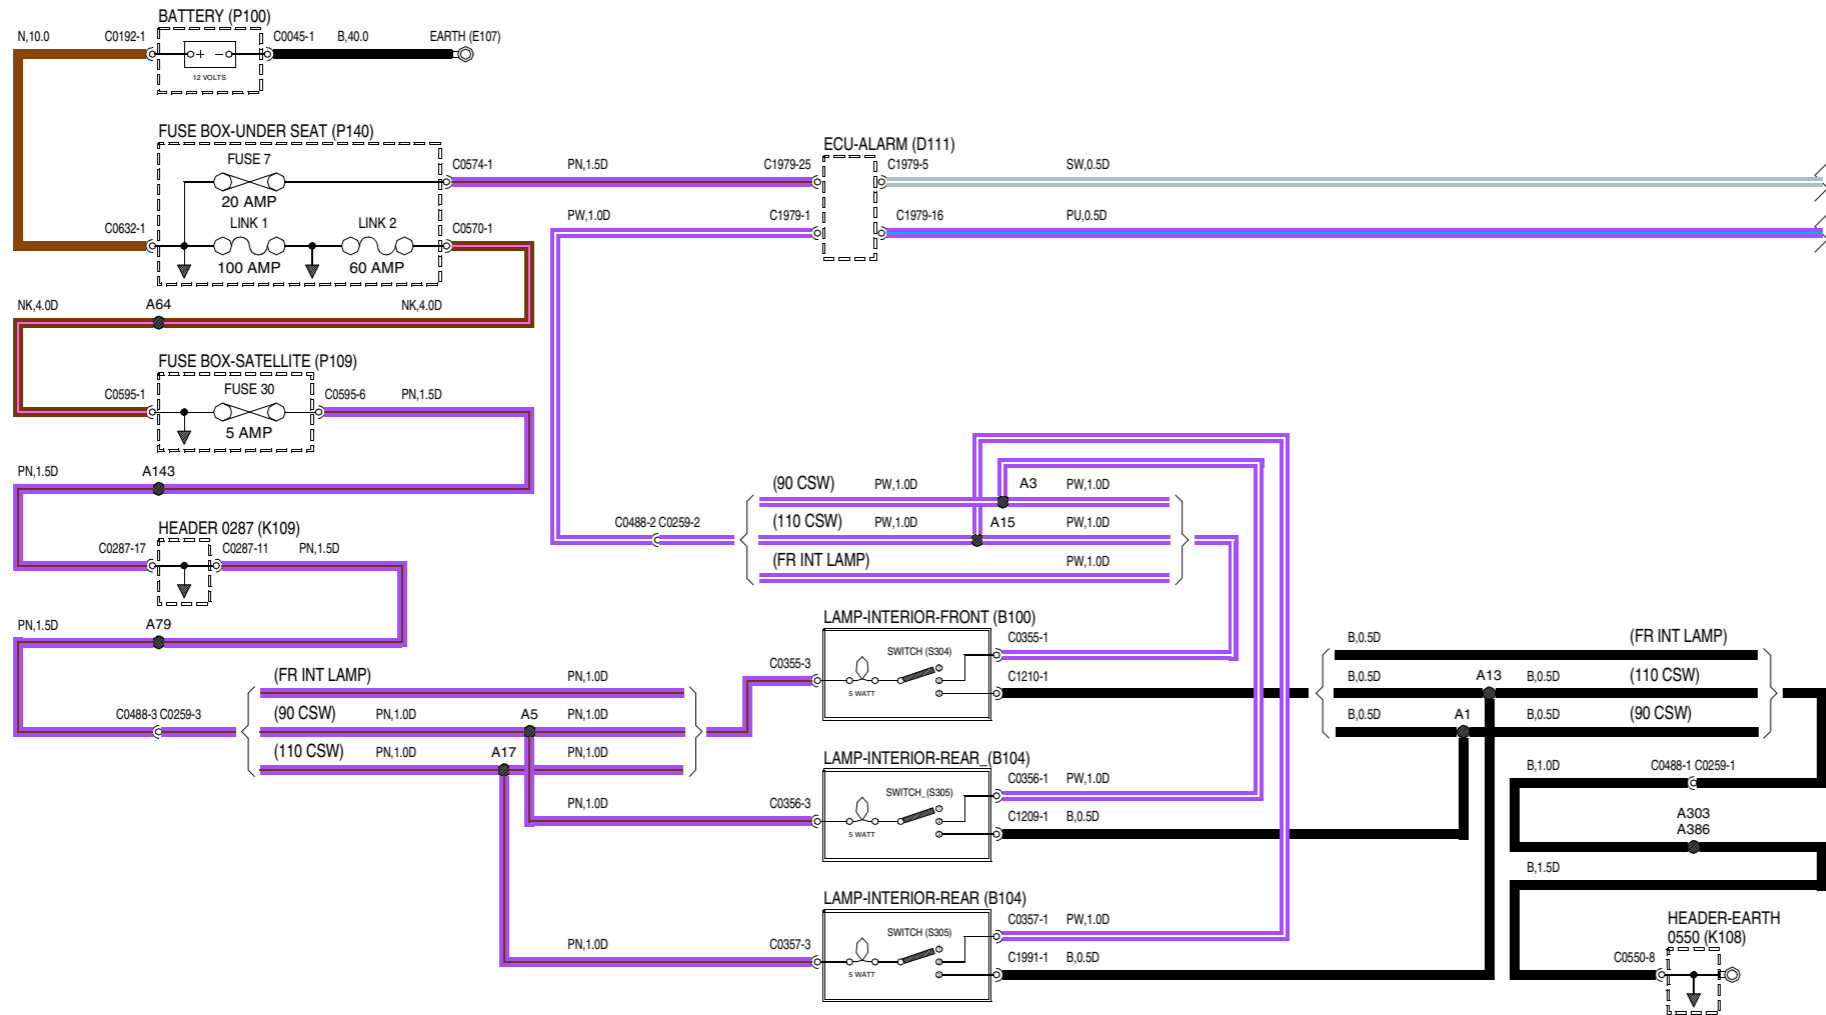 BATTERY (P100)
N,10.0
C0192-1
C0045-1
B,40.0
EARTH (E107)
+ -
12 VOLTS
FUSE BOX-UNDER SEAT (P140)
FUSE 7
20 AMP
C0574-1
PN,1.5D
C1979-25
ECU-ALARM (D111)
C1979-5
SW,0.5D
LINK 1
LINK 2
C0632-1
C0570-1
100 AMP
60 AMP
PW,1.0D
C1979-1
C1979-16
PU,0.5D
NK,4.0D
A64
NK,4.0D
FUSE BOX-SATELLITE (P109)
FUSE 30
C0595-1
C0595-6
PN,1.5D
5 AMP
PN,1.5D
A143
(90 CSW)
PW,1.0D
A3
PW,1.0D
C0488-2 C0259-2
(110 CSW)
PW,1.0D
A15
PW,1.0D
(FR INT LAMP)
PW,1.0D
HEADER 0287 (K109)
C0287-17
C0287-11
PN,1.5D
PN,1.5D
A79
LAMP-INTERIOR-FRONT (B100)
C0355-3
SWITCH (S304)
5 WATT
C0355-1
C1210-1
B,0.5D
(FR INT LAMP)
B,0.5D
A13
B,0.5D
(110 CSW)
B,0.5D
A1
B,0.5D
(90 CSW)
(FR INT LAMP)
PN,1.0D
C0488-3 C0259-3
(90 CSW)
PN,1.0D
A5
PN,1.0D
(110 CSW)
PN,1.0D
A17
PN,1.0D
LAMP-INTERIOR-REAR_(B104)
PN,1.0D
C0356-3
SWITCH_(S305)
5 WATT
C0356-1
PW,1.0D
C1209-1
B,0.5D
B,1.0D
C0488-1 C0259-1
A303
A386
B,1.5D
LAMP-INTERIOR-REAR (B104)
PN,1.0D
C0357-3
SWITCH (S305)
5 WATT
C0357-1
PW,1.0D
C1991-1
B,0.5D
HEADER-EARTH
0550 (K108)
C0550-8